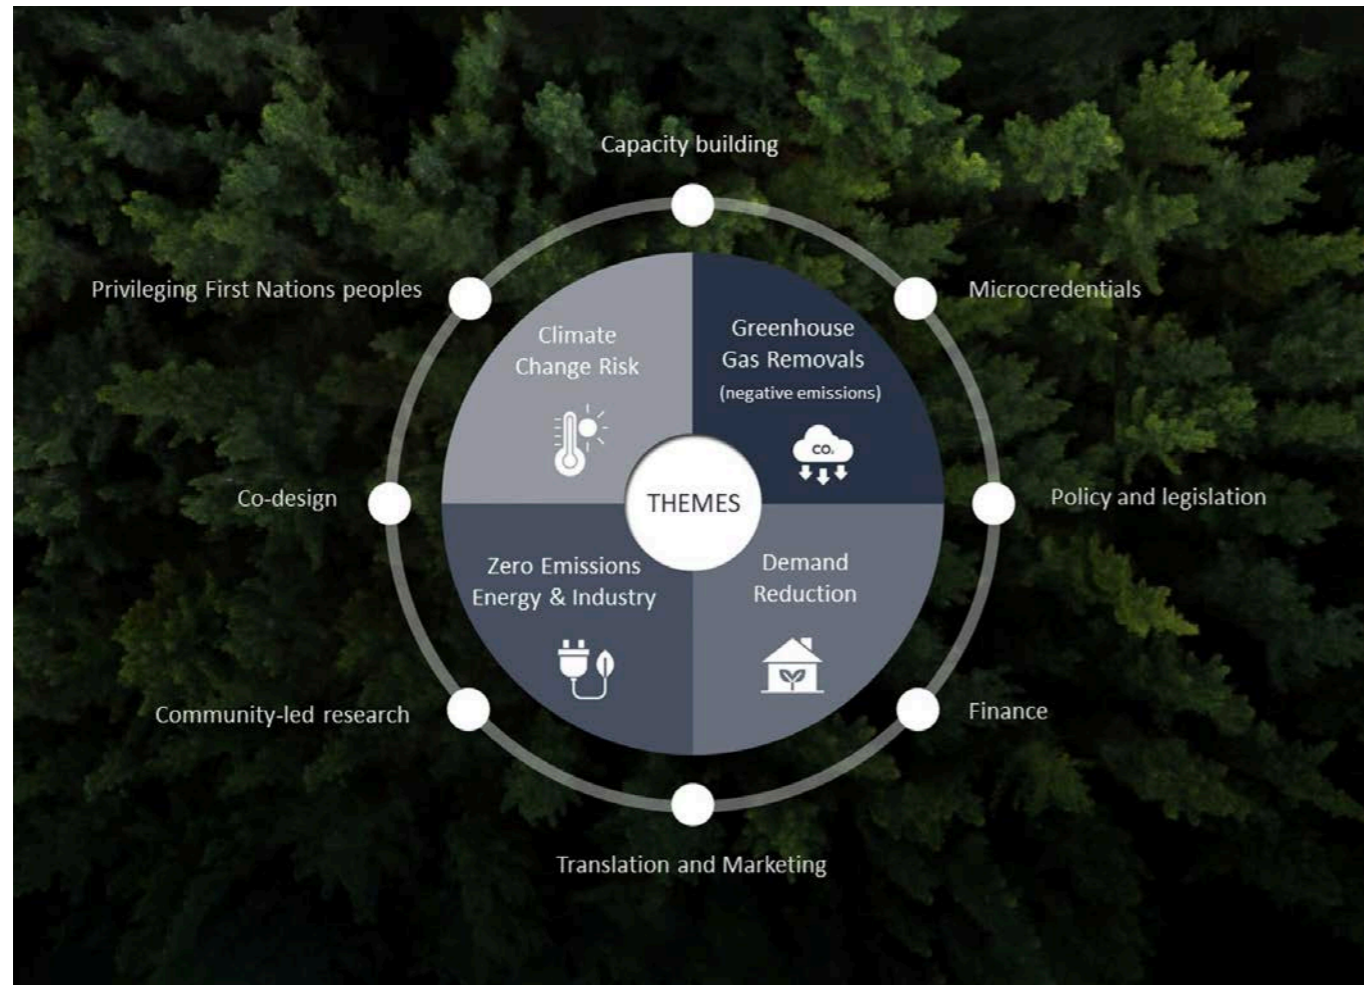 Capacity building
Privileging First Nations peoples
Microcredentials
Climate
Change Risk
Greenhouse
Gas Removals
(negative emissions)
CO₂
Co-design
THEMES
Policy and legislation
Zero Emissions
Energy & Industry
Demand
Reduction
Community-led research
Finance
Translation and Marketing